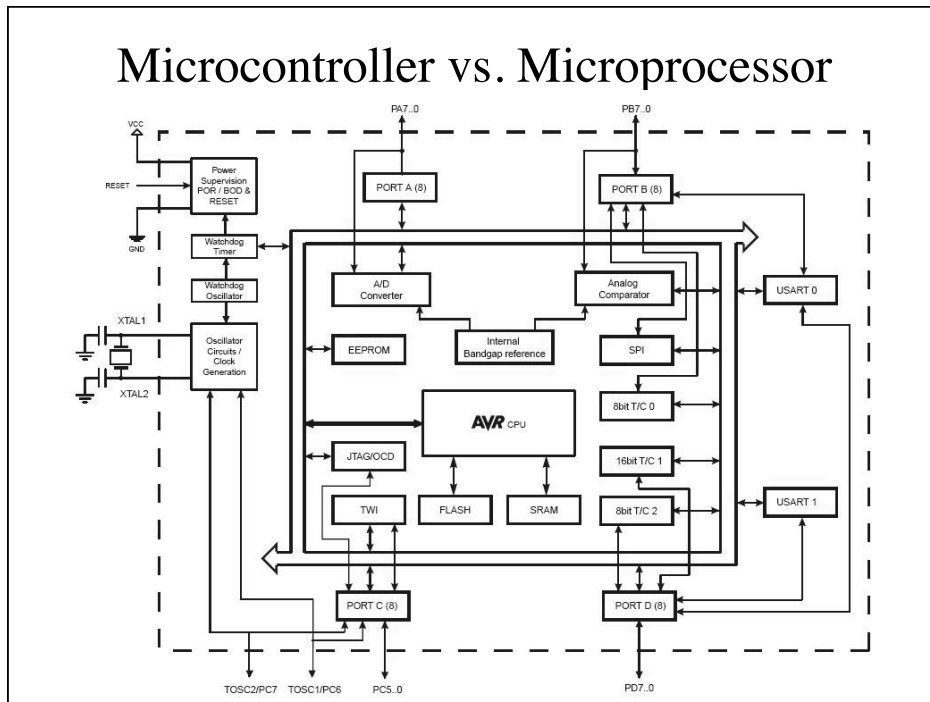 Microcontroller vs. Microprocessor
PA7..0
PB7..0
VCC
Power
Supervision
POR / BOD &
RESET
RESET
GND
PORT A (8)
PORT B (8)
Watchdog
Timer
Watchdog
Oscillator
A/D
Converter
Analog
Comparator
USART 0
XTAL1
Oscillator
Circuits /
Clock
Generation
XTAL2
EEPROM
Internal
Bandgap reference
SPI
8bit T/C 0
AVR CPU
JTAG/OCD
16bit T/C 1
TWI
FLASH
SRAM
8bit T/C 2
USART 1
PORT C (8)
PORT D (8)
TOSC2/PC7
TOSC1/PC6
PC5..0
PD7..0